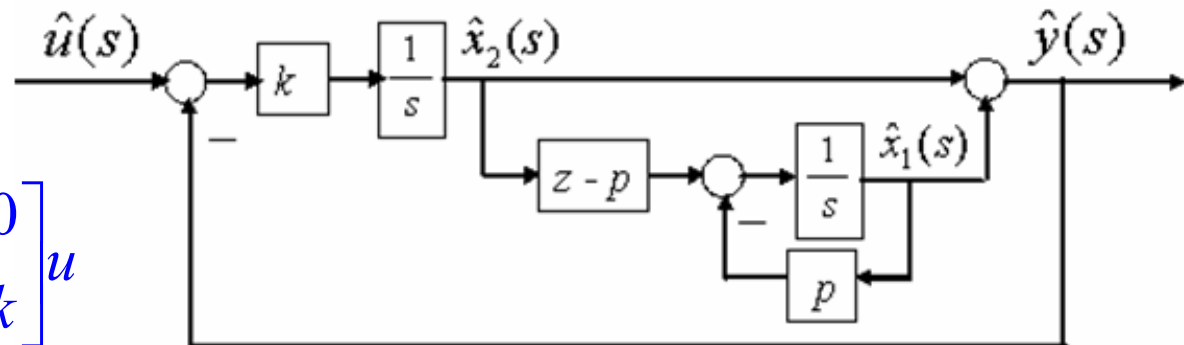 û(s)
k
1
s
x̂₂(s)
ŷ(s)
−
z - p
−
1
s
x̂₁(s)
p
0
k
]u